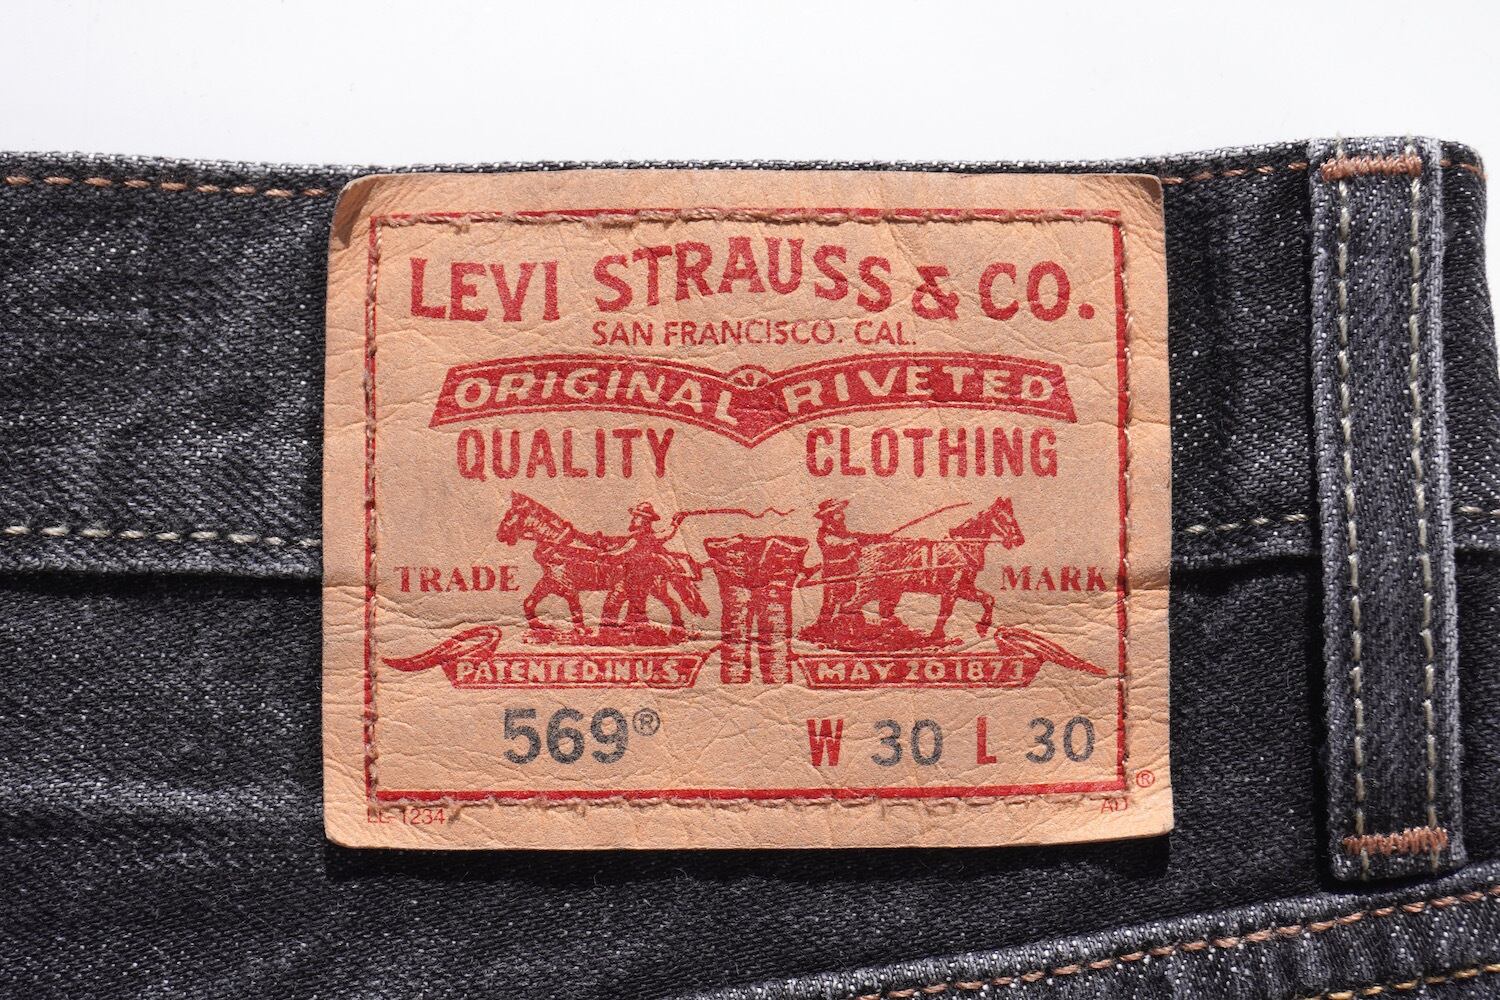 LEVI STRAUSS & CO.
SAN FRANCISCO. CAL.
ORIGINAL RIVETED
QUALITY CLOTHING
TRADE MARK
PATENTED IN U.S. MAY 20 1873
569® W 30 L 30
®
1234